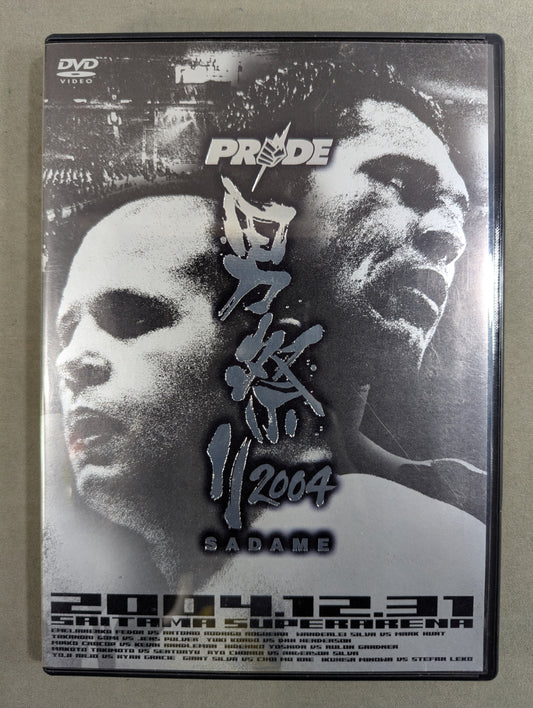 DVD
VIDEO
PRIDE
男祭り
2004
SADAME
2004.12.31
SAITAMA SUPERARENA
EMELIANENKO FEDOR VS ANTONIO RODRIGO NOGUEIRA WANDERLEI SILVA VS MARK HUNT
TAKANORI GOMI VS JENS PULVER YUKI KONDO VS DAN HENDERSON
MIRKO CROCOP VS KEVIN RANDLEMAN HIDEHIKO YOSHIDA VS RULON GARDNER
MAKOTO TAKIMOTO VS SENTORYU RYO CHONAN VS ANDERSON SILVA
YOJI ANJO VS RYAN GRACIE GIANT SILVA VS CHOI MU BAE IKUHISA MINOWA VS STEFAN LEKO